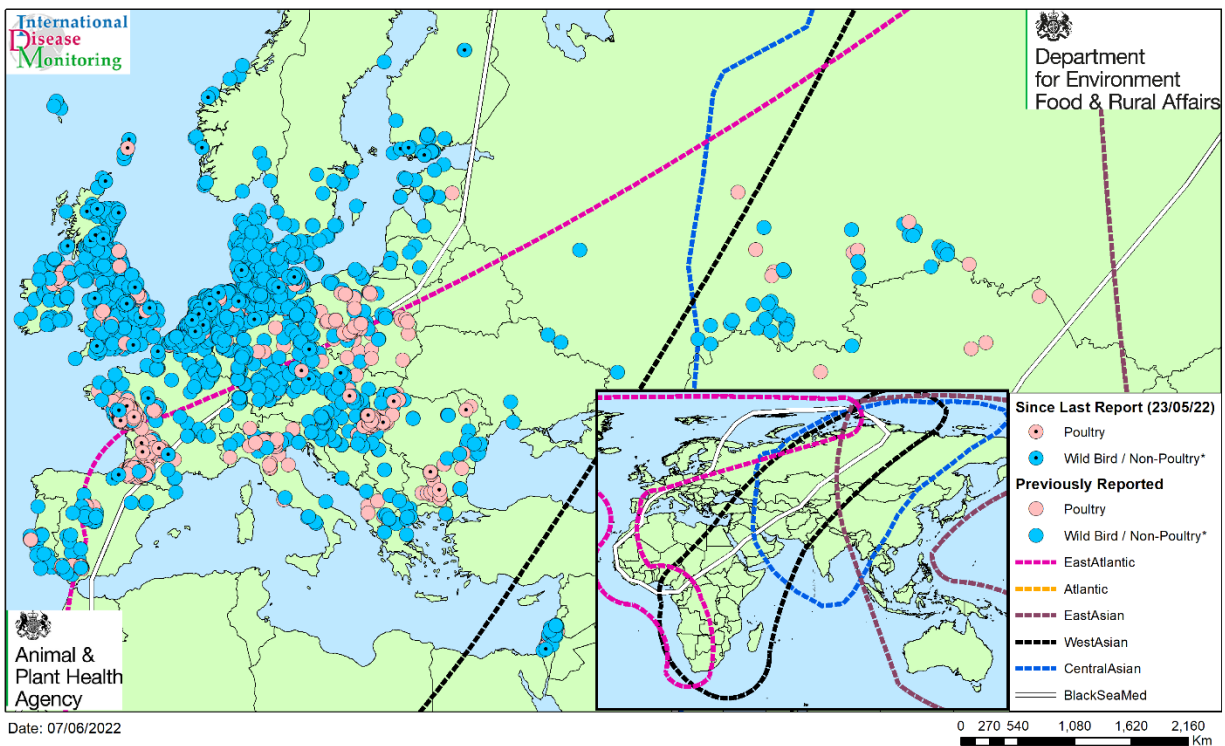 International
Disease
Monitoring
Department
for Environment
Food & Rural Affairs
Since Last Report (23/05/22)
Poultry
Wild Bird / Non-Poultry*
Previously Reported
Poultry
Wild Bird / Non-Poultry*
EastAtlantic
Atlantic
EastAsian
WestAsian
CentralAsian
BlackSeaMed
Animal &
Plant Health
Agency
Date: 07/06/2022
0 270 540 1,080 1,620 2,160
Km